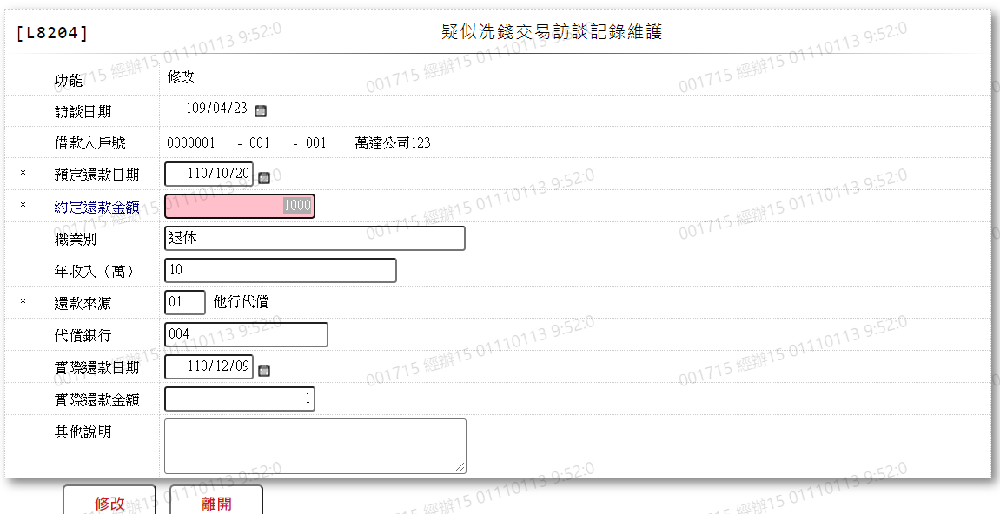 [L8204] 疑似洗錢交易訪談記錄維護
功能 修改
訪談日期 109/04/23
借款人戶號 0000001 - 001 - 001 萬達公司123
* 預定還款日期 110/10/20
* 約定還款金額 1000
職業別 退休
年收入（萬） 10
* 還款來源 01 他行代償
代償銀行 004
實際還款日期 110/12/09
實際還款金額 1
其他說明
修改 離開
001715 經辦15 01110113 9:52:0